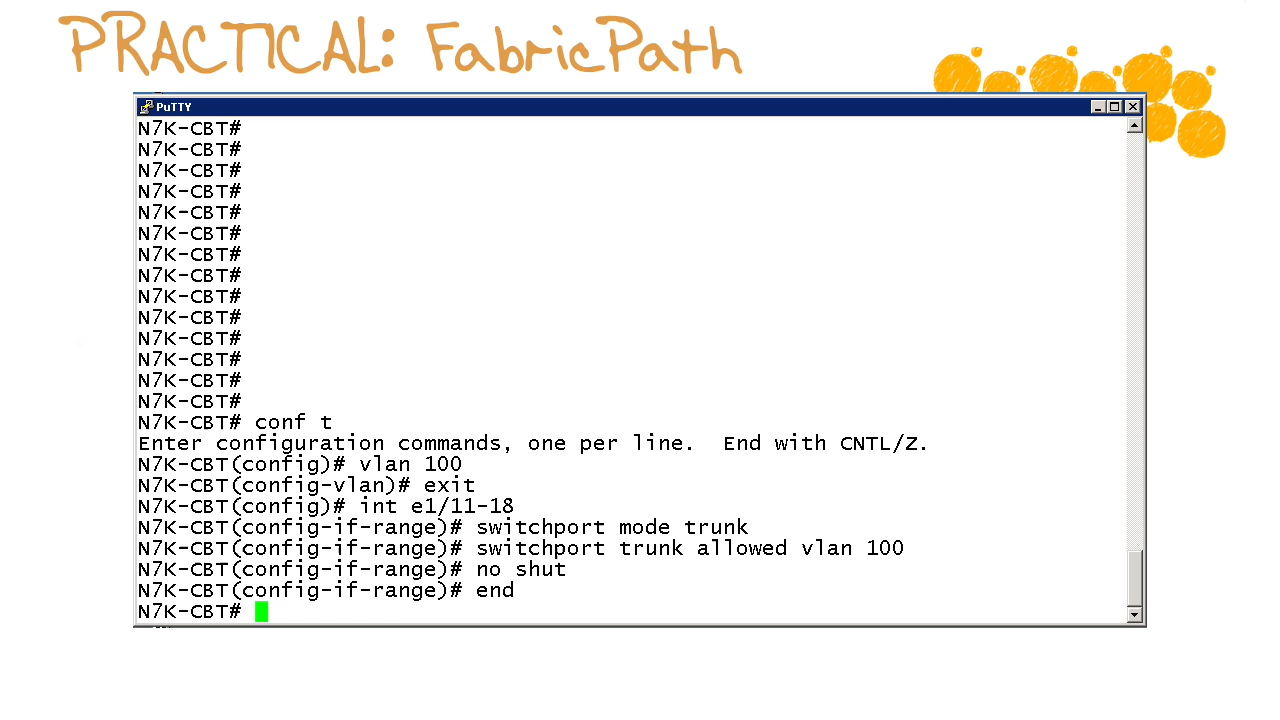 PRACTICAL: FabricPath
PuTTY
N7K-CBT#
N7K-CBT#
N7K-CBT#
N7K-CBT#
N7K-CBT#
N7K-CBT#
N7K-CBT#
N7K-CBT#
N7K-CBT#
N7K-CBT#
N7K-CBT#
N7K-CBT#
N7K-CBT#
N7K-CBT#
N7K-CBT# conf t
Enter configuration commands, one per line.  End with CNTL/Z.
N7K-CBT(config)# vlan 100
N7K-CBT(config-vlan)# exit
N7K-CBT(config)# int e1/11-18
N7K-CBT(config-if-range)# switchport mode trunk
N7K-CBT(config-if-range)# switchport trunk allowed vlan 100
N7K-CBT(config-if-range)# no shut
N7K-CBT(config-if-range)# end
N7K-CBT#